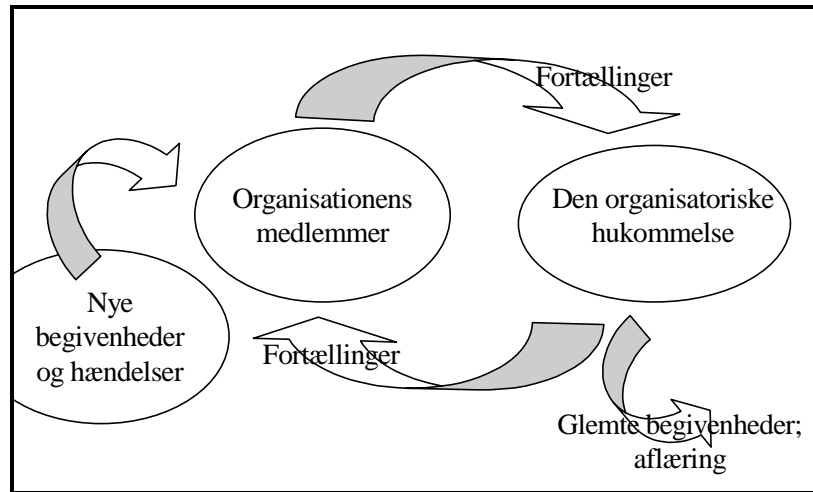 Fortællinger
Organisationens
medlemmer
Den organisatoriske
hukommelse
Nye
begivenheder
og hændelser
Fortællinger
Glemte begivenheder;
aflæring